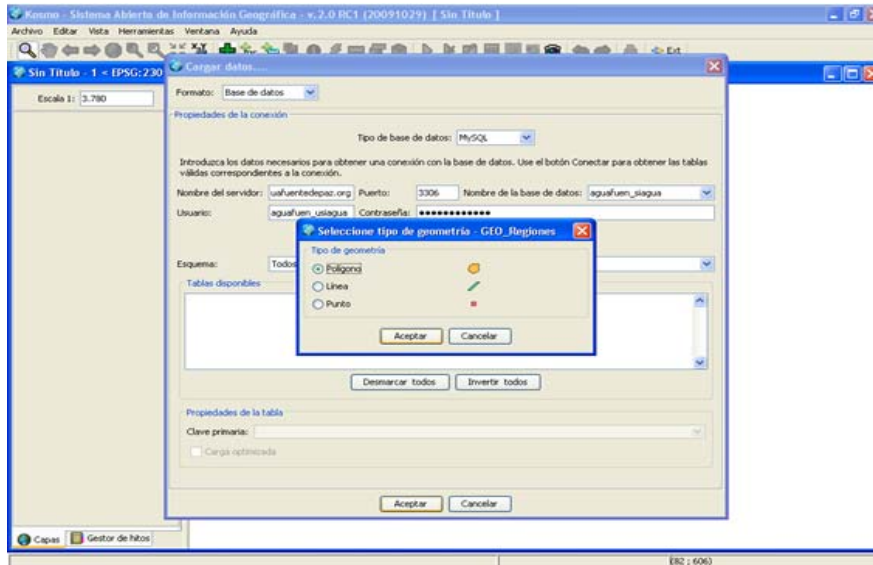 Kosmo - Sistema Abierto de Información Geográfica - v.2.0 RC1 (20091029) [ Sin Título ]
Archivo Editar Vista Herramientas Ventana Ayuda
Sin Título - 1 < EPSG:230
Escala 1: 3.780
Cargar datos....
Formato: Base de datos
Propiedades de la conexión
Tipo de base de datos: MySQL
Introduzca los datos necesarios para obtener una conexión con la base de datos. Use el botón Conectar para obtener las tablas
válidas correspondientes a la conexión.
Nombre del servidor: uafuentedepaz.org Puerto: 3306 Nombre de la base de datos: aguafuen_siagua
Usuario: aguafuen_usiagua Contraseña: ●●●●●●●●●●●●
Seleccione tipo de geometría - GEO_Regiones
Tipo de geometría
Polígono
Línea
Punto
Aceptar Cancelar
Esquema: Todos
Tablas disponibles
Desmarcar todos Invertir todos
Propiedades de la tabla
Clave primaria:
Carga optimizada
Aceptar Cancelar
Capas Gestor de hitos
(82 ; 606)